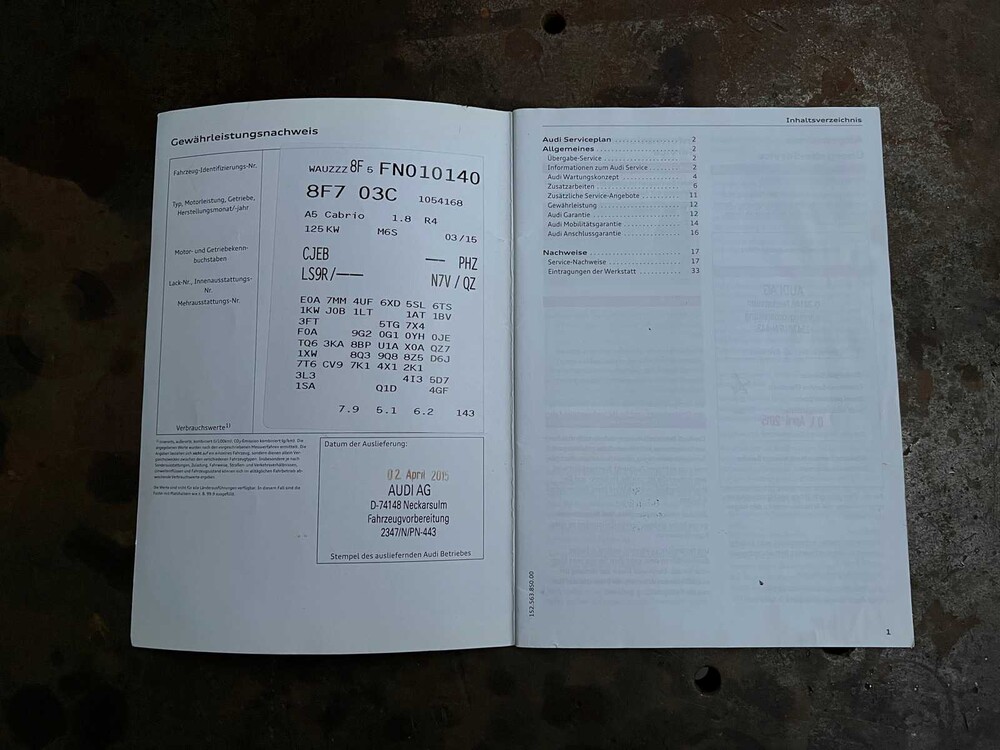 Gewährleistungsnachweis
Fahrzeug-Identifizierungs-Nr.
WAUZZZ 8F 5 FN010140
8F7 03C 1054168
Typ, Motorleistung, Getriebe,
Herstellungsmonat/-jahr
A5 Cabrio 1.8 R4
125 KW M6S 03/15
Motor- und Getriebekenn-
buchstaben
CJEB — PHZ
Lack-Nr., Innenausstattungs-
Nr.
LS9R/—— N7V / QZ
Mehrausstattungs-Nr.
E0A 7MM 4UF 6XD 5SL 6TS
1KW J0B 1LT 1AT 1BV
3FT 5TG 7X4
F0A 9G2 0G1 0YH 0JE
TQ6 3KA 8BP U1A X0A QZ7
1XW 8Q3 9Q8 8Z5 D6J
7T6 CV9 7K1 4X1 2K1
3L3 4I3 5D7
1SA Q1D 4GF
Verbrauchswerte1)
7.9 5.1 6.2 143
Datum der Auslieferung:
02. April 2015
AUDI AG
D-74148 Neckarsulm
Fahrzeugvorbereitung
2347/N/PN-443
Stempel des ausliefernden Audi Betriebes
Inhaltsverzeichnis
Audi Serviceplan 2
Allgemeines 2
Übergabe-Service 2
Informationen zum Audi Service 2
Audi Wartungskonzept 4
Zusatzarbeiten 6
Zusätzliche Service-Angebote 11
Gewährleistung 12
Audi Garantie 12
Audi Mobilitätsgarantie 14
Audi Anschlussgarantie 16
Nachweise 17
Service-Nachweise 17
Eintragungen der Werkstatt 33
152.563.850.00
1